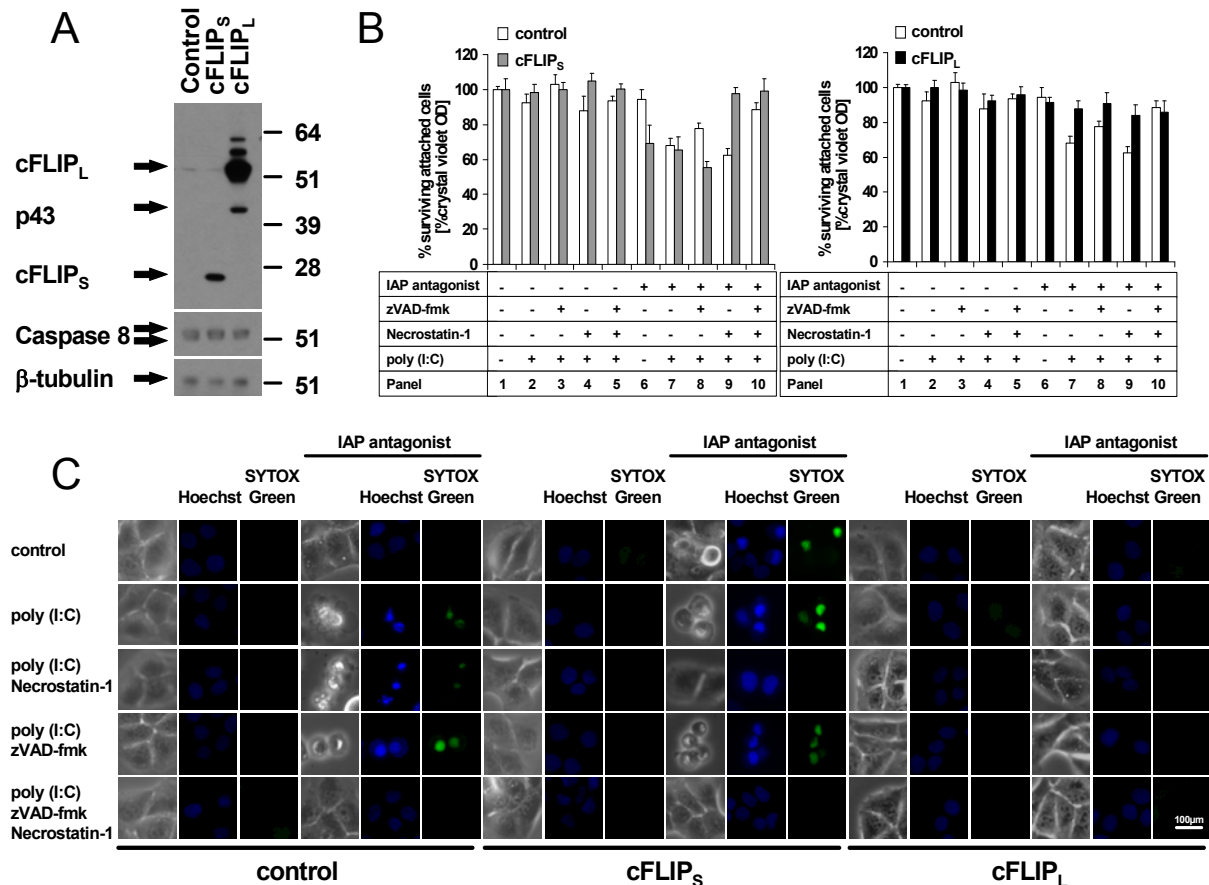 A
Control
cFLIPS
cFLIPL
cFLIPL
p43
cFLIPS
Caspase 8
β-tubulin
64
51
39
28
51
51
B
control
cFLIPS
% surviving attached cells
[%crystal violet OD]
120
100
80
60
40
20
0
IAP antagonist - - - - - + + + + +
zVAD-fmk - - + - + - - + - +
Necrostatin-1 - - - + + - - - + +
poly (I:C) - + + + + - + + + +
Panel 1 2 3 4 5 6 7 8 9 10
control
cFLIPL
% surviving attached cells
[%crystal violet OD]
120
100
80
60
40
20
0
IAP antagonist - - - - - + + + + +
zVAD-fmk - - + - + - - + - +
Necrostatin-1 - - - + + - - - + +
poly (I:C) - + + + + - + + + +
Panel 1 2 3 4 5 6 7 8 9 10
C
IAP antagonist
IAP antagonist
IAP antagonist
Hoechst SYTOX Green
Hoechst SYTOX Green
Hoechst SYTOX Green
Hoechst SYTOX Green
Hoechst SYTOX Green
Hoechst SYTOX Green
control
poly (I:C)
poly (I:C)
Necrostatin-1
poly (I:C)
zVAD-fmk
poly (I:C)
zVAD-fmk
Necrostatin-1
100µm
control
cFLIPS
cFLIPL